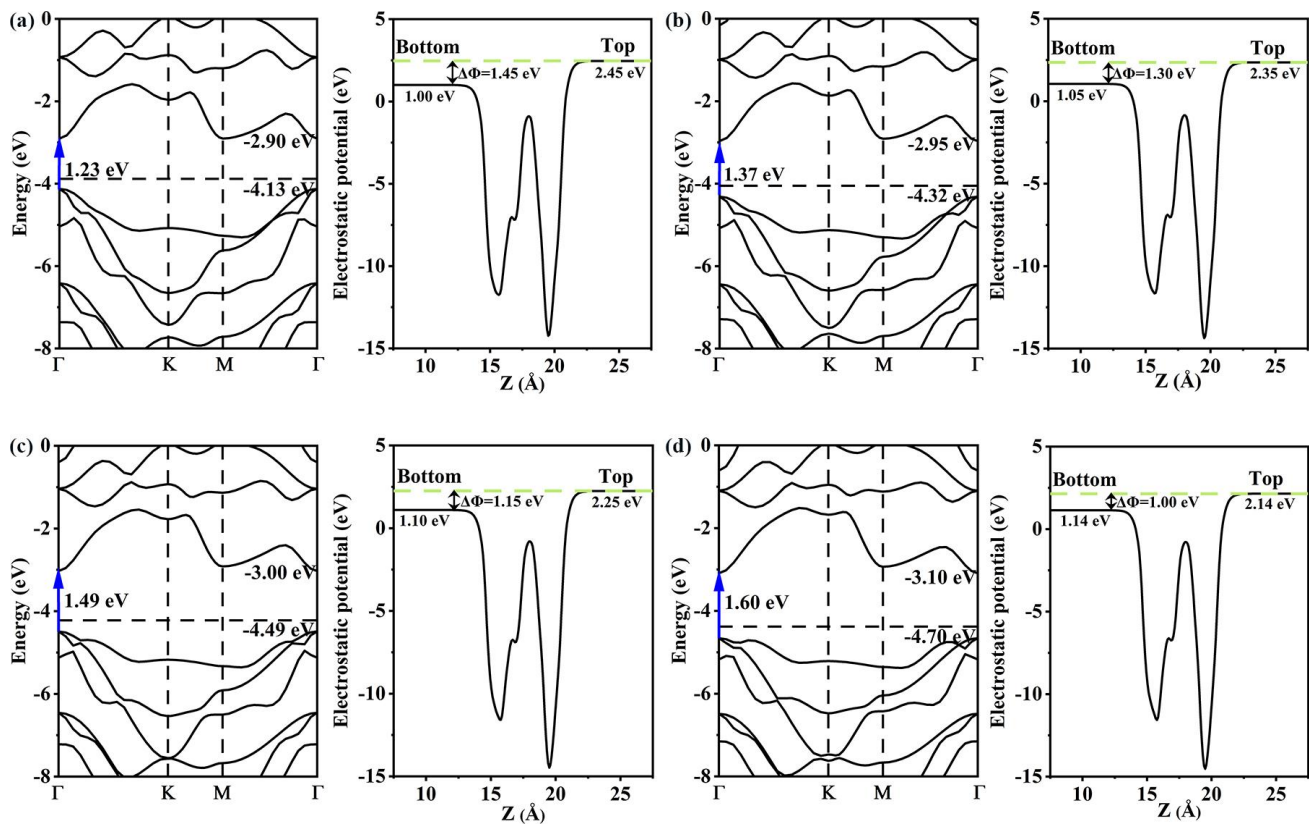 (a)
0
-2
-4
-6
-8
Energy (eV)
-2.90 eV
1.23 eV
-4.13 eV
Γ K M Γ
5
0
-5
-10
-15
Electrostatic potential (eV)
Bottom Top
ΔΦ=1.45 eV 2.45 eV
1.00 eV
10 15 20 25
Z (Å)
(b)
0
-2
-4
-6
-8
Energy (eV)
-2.95 eV
1.37 eV
-4.32 eV
Γ K M Γ
5
0
-5
-10
-15
Electrostatic potential (eV)
Bottom Top
ΔΦ=1.30 eV 2.35 eV
1.05 eV
10 15 20 25
Z (Å)
(c)
0
-2
-4
-6
-8
Energy (eV)
-3.00 eV
1.49 eV
-4.49 eV
Γ K M Γ
5
0
-5
-10
-15
Electrostatic potential (eV)
Bottom Top
ΔΦ=1.15 eV 2.25 eV
1.10 eV
10 15 20 25
Z (Å)
(d)
0
-2
-4
-6
-8
Energy (eV)
-3.10 eV
1.60 eV
-4.70 eV
Γ K M Γ
5
0
-5
-10
-15
Electrostatic potential (eV)
Bottom Top
ΔΦ=1.00 eV 2.14 eV
1.14 eV
10 15 20 25
Z (Å)